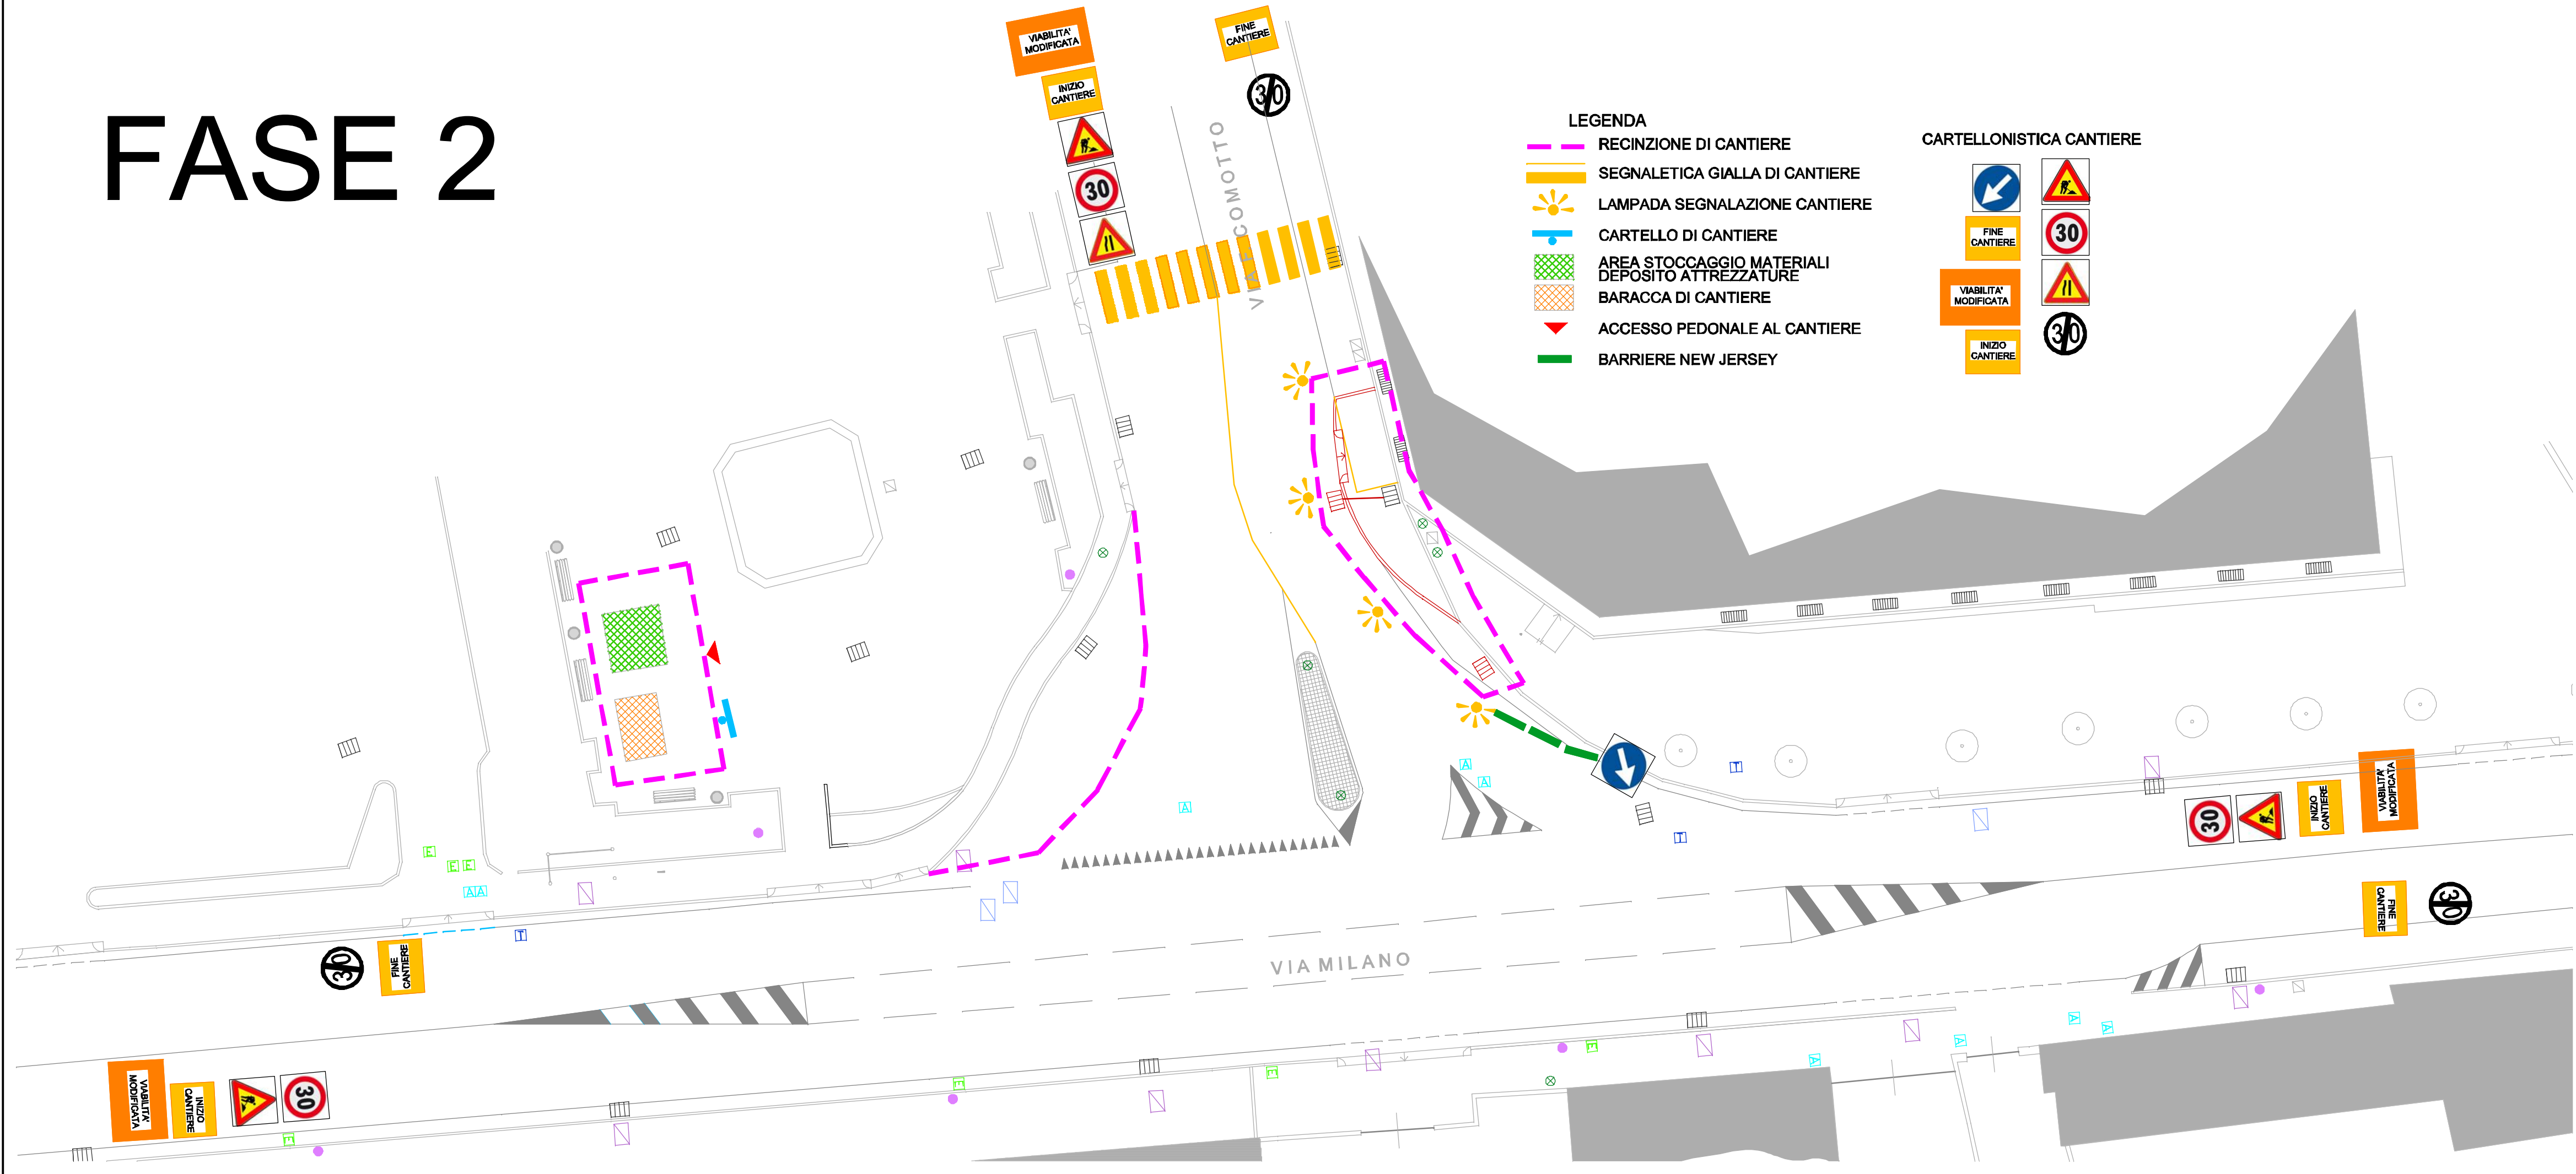 VIABILITA'
MODIFICATA
INIZIO
CANTIERE
30
FINE
CANTIERE
30
FASE 2
VIA F. COMOTTO
LEGENDA
RECINZIONE DI CANTIERE
SEGNALETICA GIALLA DI CANTIERE
LAMPADA SEGNALAZIONE CANTIERE
CARTELLO DI CANTIERE
AREA STOCCAGGIO MATERIALI
DEPOSITO ATTREZZATURE
BARACCA DI CANTIERE
ACCESSO PEDONALE AL CANTIERE
BARRIERE NEW JERSEY
CARTELLONISTICA CANTIERE
FINE
CANTIERE
30
VIABILITA'
MODIFICATA
INIZIO
CANTIERE
30
A
A
A
T
T
E
E E
A A
T
30
INIZIO
CANTIERE
VIABILITA'
MODIFICATA
FINE
CANTIERE
30
30
FINE
CANTIERE
VIA MILANO
VIABILITA'
MODIFICATA
INIZIO
CANTIERE
30
E
E
E
E
A
A
A
A